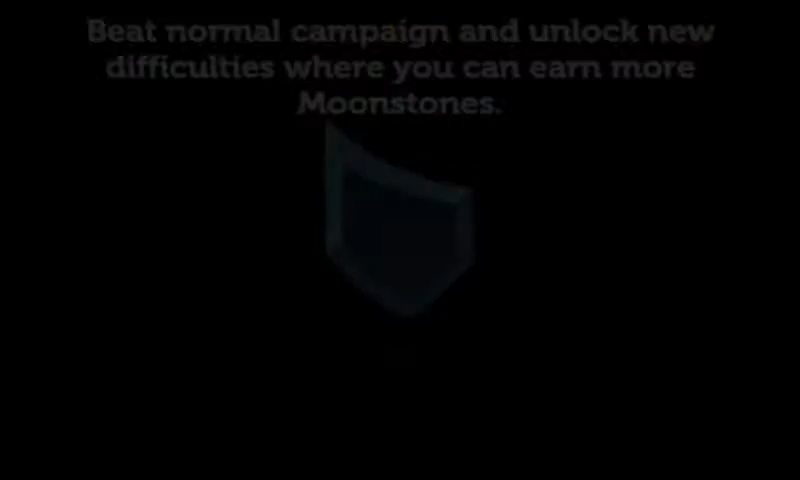 Beat normal campaign and unlock new
difficulties where you can earn more
Moonstones.